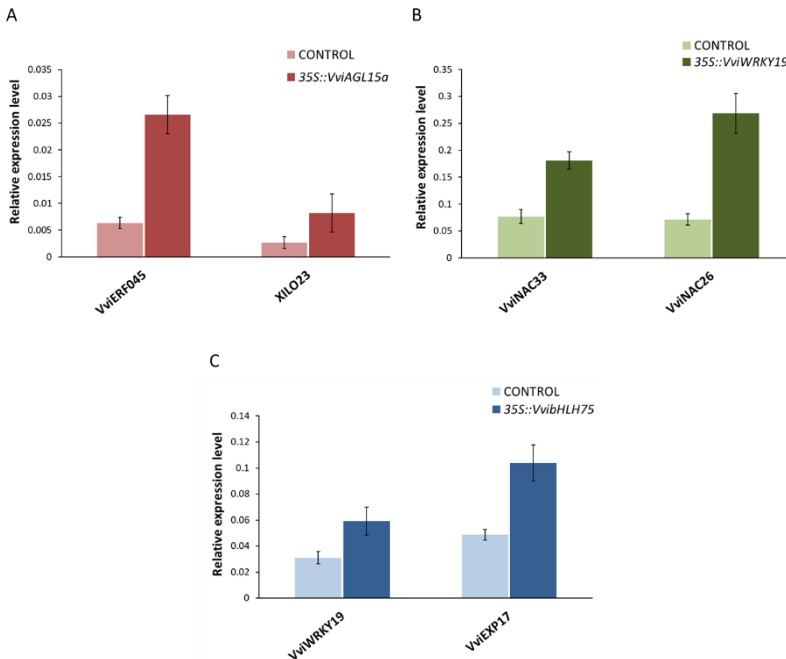 A
CONTROL
35S::VviAGL15a
Relative expression level
0.035
0.03
0.025
0.02
0.015
0.01
0.005
0
VviERF045
XILO23
B
CONTROL
35S::VviWRKY19
Relative expression level
0.35
0.3
0.25
0.2
0.15
0.1
0.05
0
VviNAC33
VviNAC26
C
CONTROL
35S::VvibHLH75
Relative expression level
0.14
0.12
0.1
0.08
0.06
0.04
0.02
0
VviWRKY19
VviEXP17